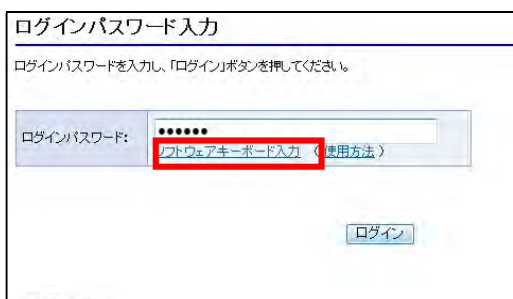 ログインパスワード入力
ログインパスワードを入力し、「ログイン」ボタンを押してください。
ログインパスワード: ●●●●●●
ソフトウェアキーボード入力 (使用方法)
ログイン